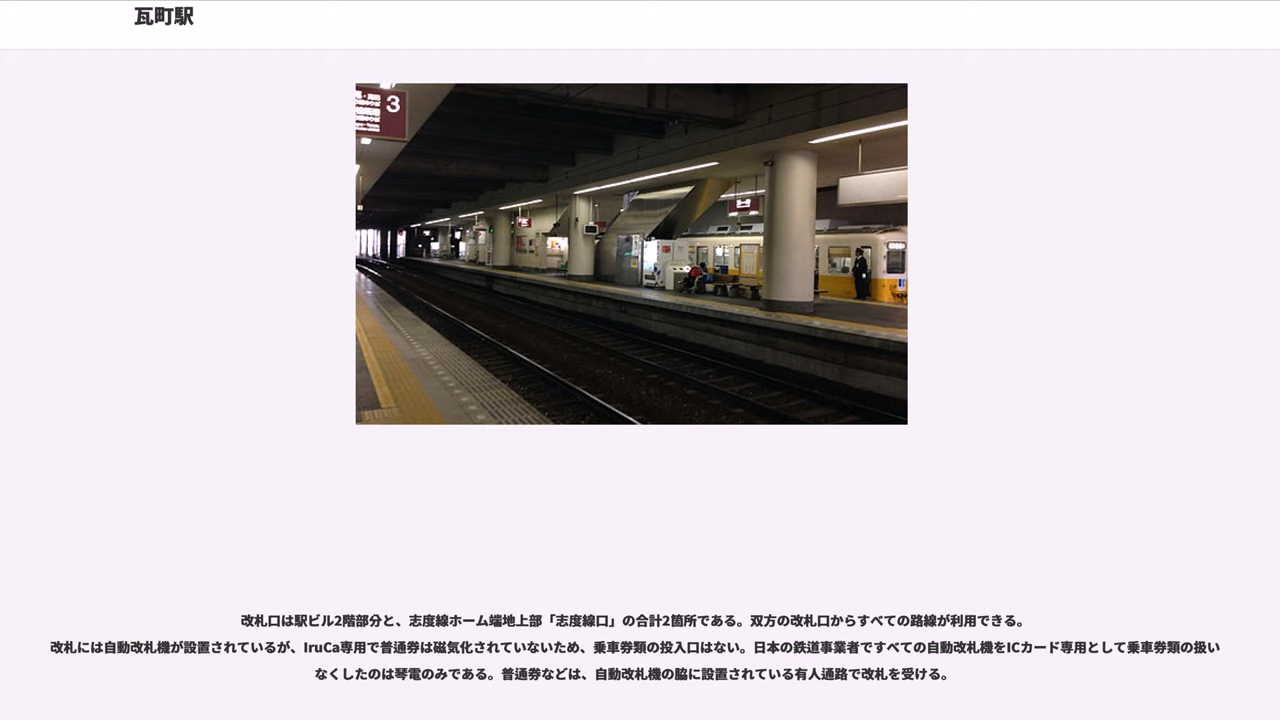 瓦町駅
3
改札口は駅ビル2階部分と、志度線ホーム端地上部「志度線口」の合計2箇所である。双方の改札口からすべての路線が利用できる。
改札には自動改札機が設置されているが、IruCa専用で普通券は磁気化されていないため、乗車券類の投入口はない。日本の鉄道事業者ですべての自動改札機をICカード専用として乗車券類の扱い
なくしたのは琴電のみである。普通券などは、自動改札機の脇に設置されている有人通路で改札を受ける。